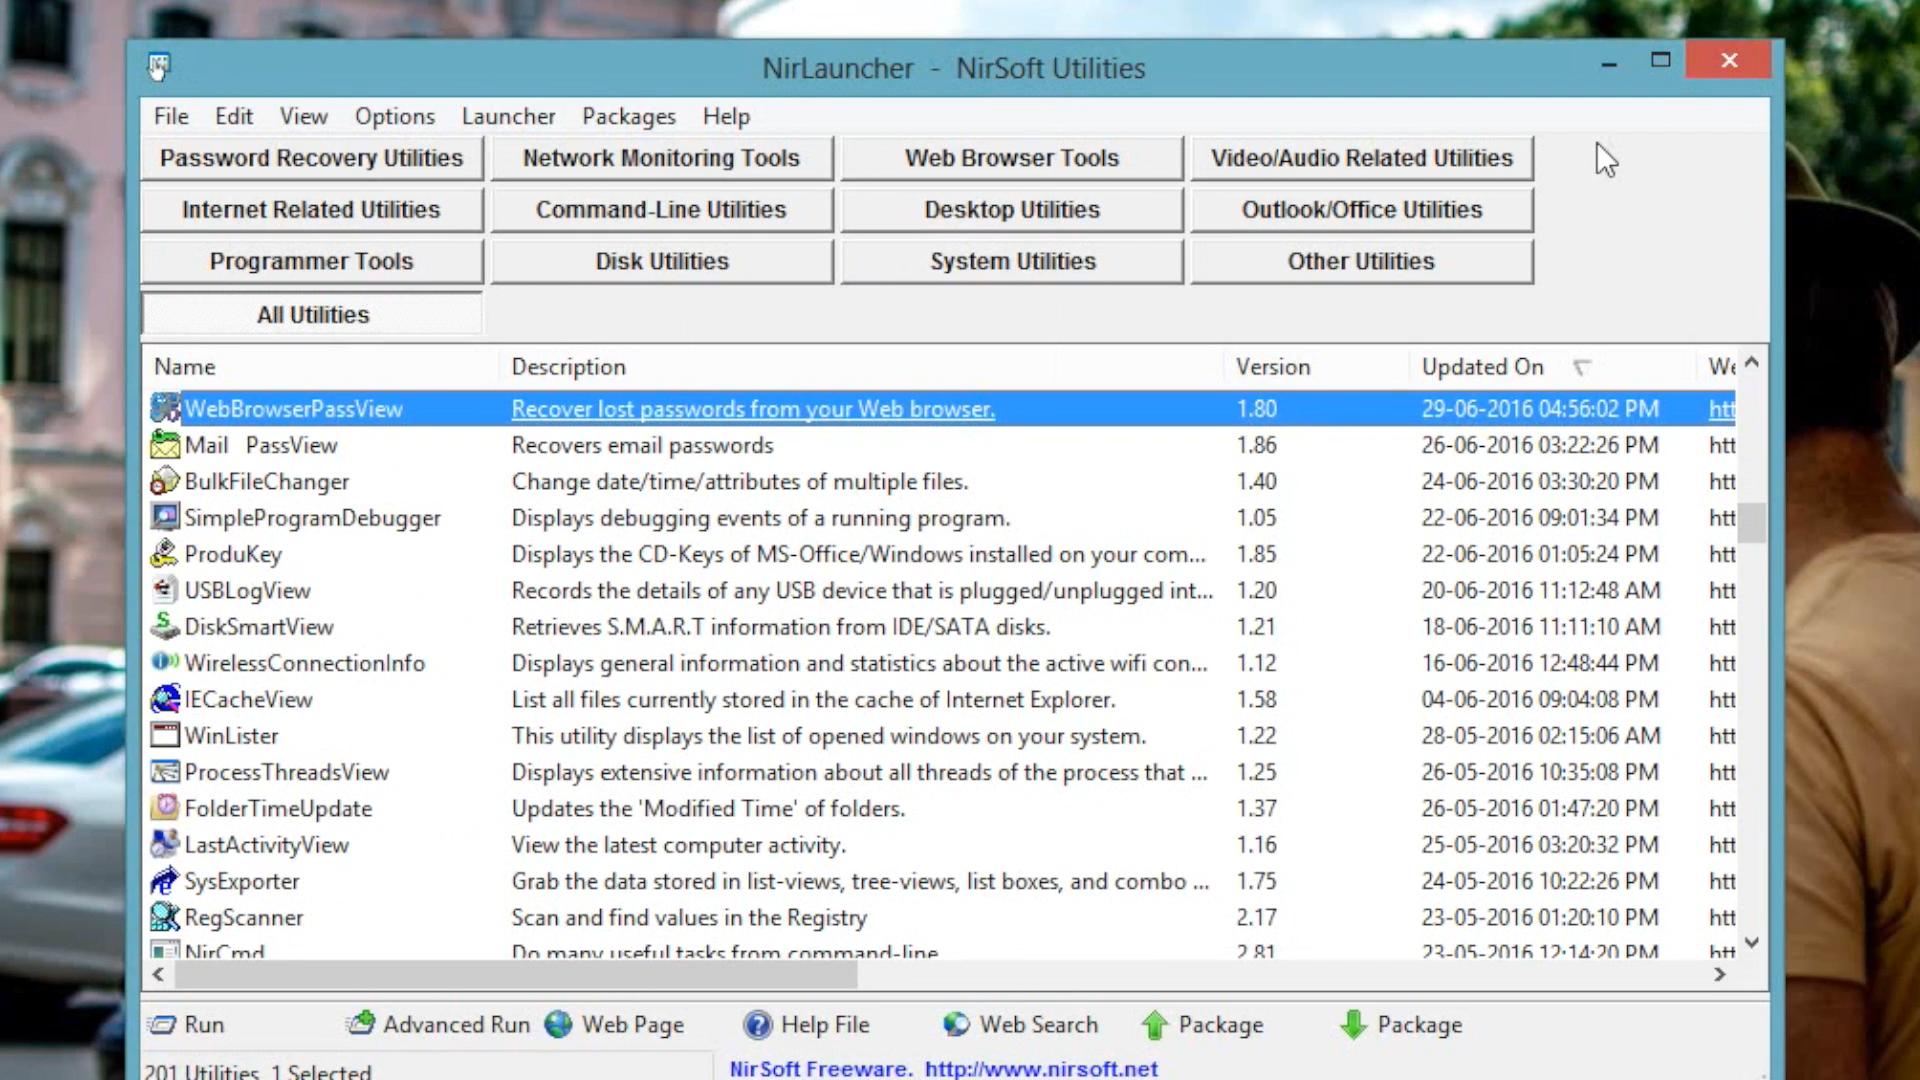 NirLauncher - NirSoft Utilities
File Edit View Options Launcher Packages Help
Password Recovery Utilities Network Monitoring Tools Web Browser Tools Video/Audio Related Utilities
Internet Related Utilities Command-Line Utilities Desktop Utilities Outlook/Office Utilities
Programmer Tools Disk Utilities System Utilities Other Utilities
All Utilities
Name Description Version Updated On We
WebBrowserPassView Recover lost passwords from your Web browser. 1.80 29-06-2016 04:56:02 PM htt
Mail PassView Recovers email passwords 1.86 26-06-2016 03:22:26 PM htt
BulkFileChanger Change date/time/attributes of multiple files. 1.40 24-06-2016 03:30:20 PM htt
SimpleProgramDebugger Displays debugging events of a running program. 1.05 22-06-2016 09:01:34 PM htt
ProduKey Displays the CD-Keys of MS-Office/Windows installed on your com... 1.85 22-06-2016 01:05:24 PM htt
USBLogView Records the details of any USB device that is plugged/unplugged int... 1.20 20-06-2016 11:12:48 AM htt
DiskSmartView Retrieves S.M.A.R.T information from IDE/SATA disks. 1.21 18-06-2016 11:11:10 AM htt
WirelessConnectionInfo Displays general information and statistics about the active wifi con... 1.12 16-06-2016 12:48:44 PM htt
IECacheView List all files currently stored in the cache of Internet Explorer. 1.58 04-06-2016 09:04:08 PM htt
WinLister This utility displays the list of opened windows on your system. 1.22 28-05-2016 02:15:06 AM htt
ProcessThreadsView Displays extensive information about all threads of the process that ... 1.25 26-05-2016 10:35:08 PM htt
FolderTimeUpdate Updates the 'Modified Time' of folders. 1.37 26-05-2016 01:47:20 PM htt
LastActivityView View the latest computer activity. 1.16 25-05-2016 03:20:32 PM htt
SysExporter Grab the data stored in list-views, tree-views, list boxes, and combo ... 1.75 24-05-2016 10:22:26 PM htt
RegScanner Scan and find values in the Registry 2.17 23-05-2016 01:20:10 PM htt
NirCmd Do many useful tasks from command-line 2.81 23-05-2016 12:14:20 PM htt
Run Advanced Run Web Page Help File Web Search Package Package
201 Utilities, 1 Selected NirSoft Freeware. http://www.nirsoft.net